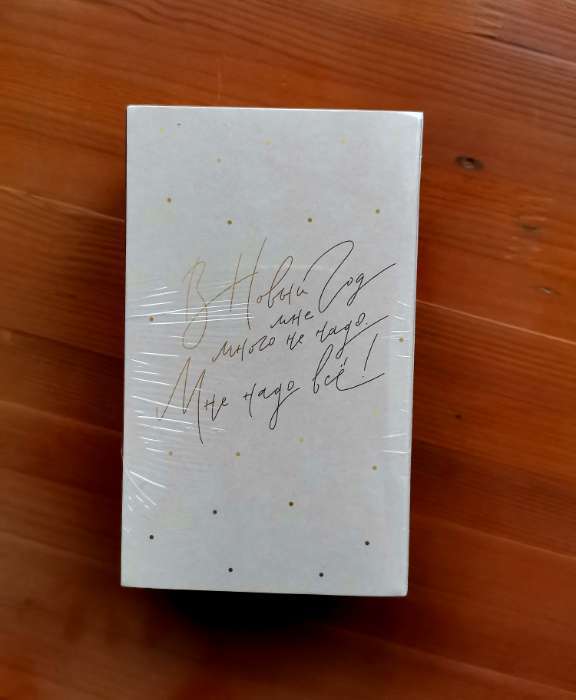 В Новый Год
мне
много не надо.
Мне надо всё!